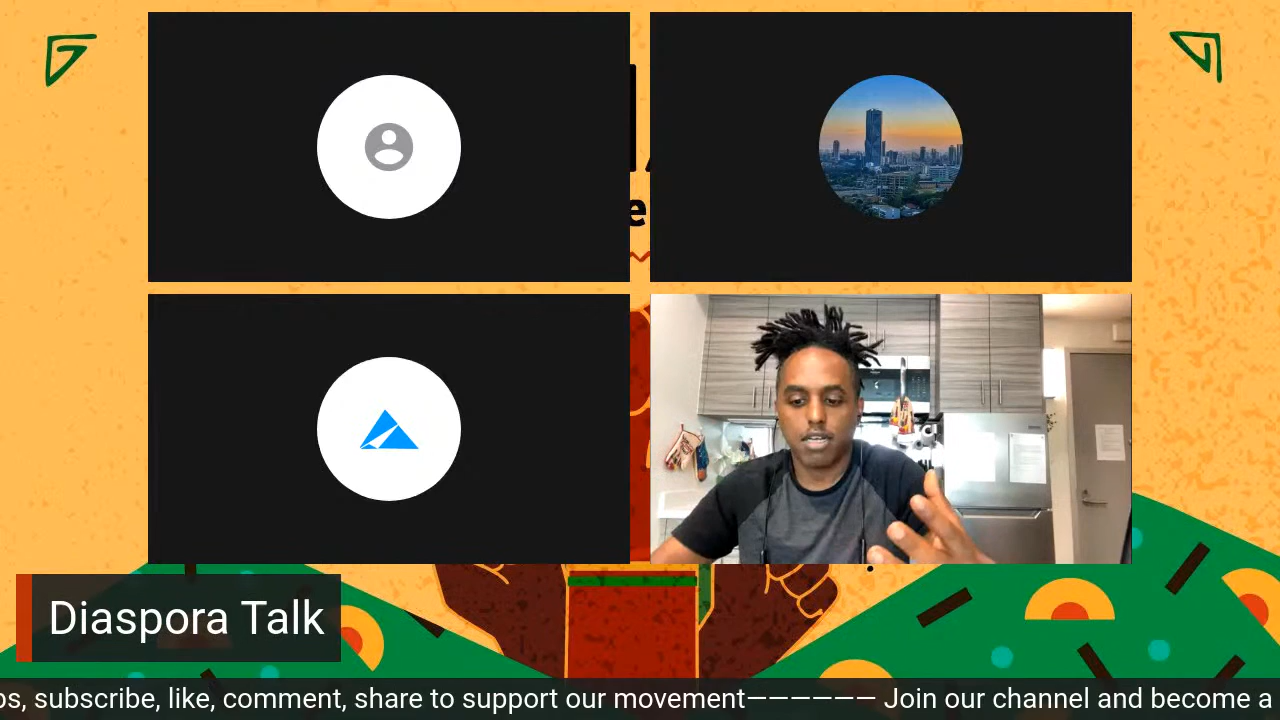 e
Diaspora Talk
os, subscribe, like, comment, share to support our movement—————— Join our channel and become a